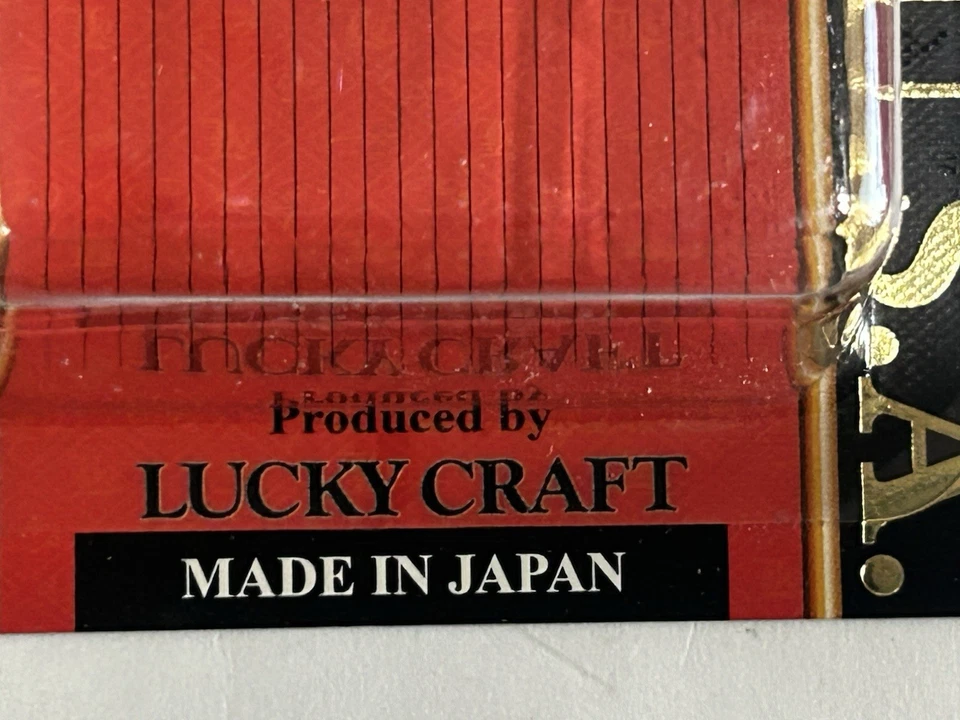 Produced by
LUCKY CRAFT
MADE IN JAPAN
.S.A.